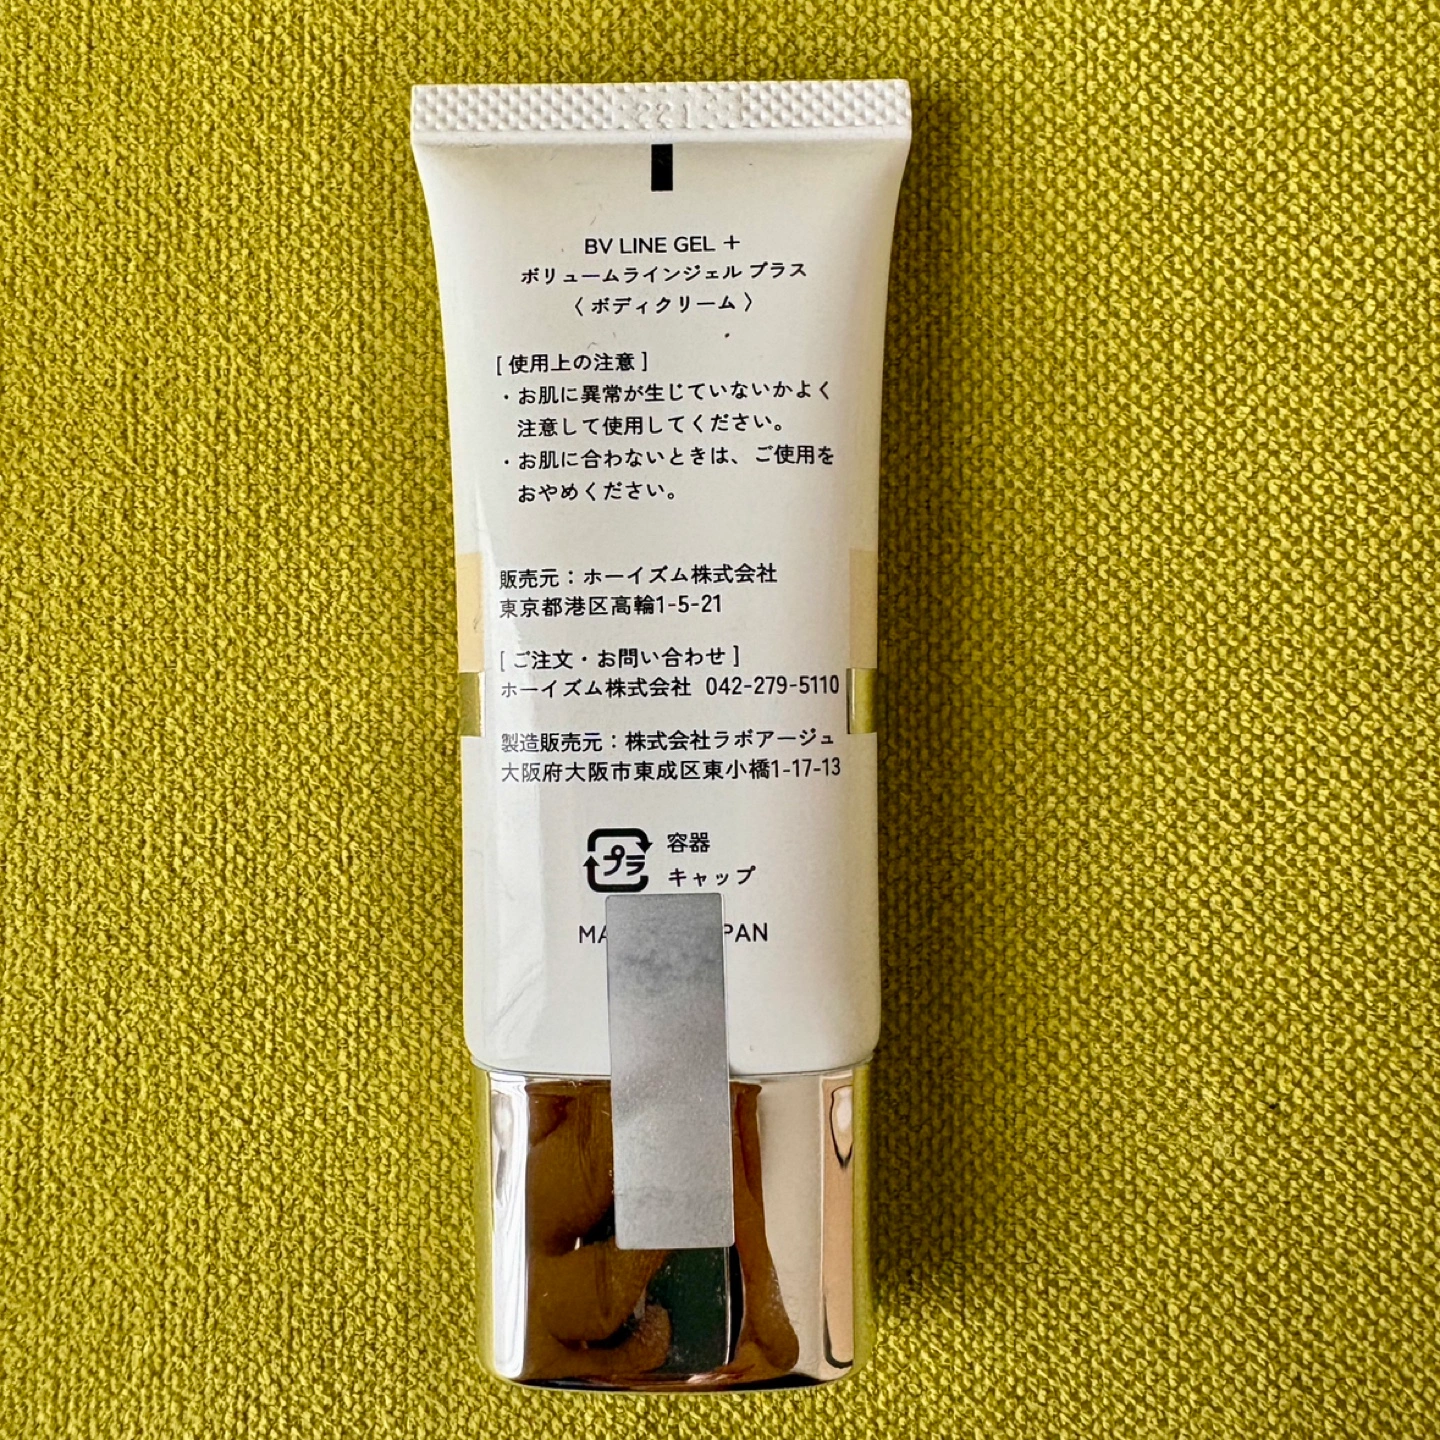 BV LINE GEL +
ボリュームラインジェル プラス
〈 ボディクリーム 〉
[ 使用上の注意 ]
・お肌に異常が生じていないかよく
注意して使用してください。
・お肌に合わないときは、ご使用を
おやめください。
販売元：ホーイズム株式会社
東京都港区高輪1-5-21
[ ご注文・お問い合わせ ]
ホーイズム株式会社 042-279-5110
製造販売元：株式会社ラボアージュ
大阪府大阪市東成区東小橋1-17-13
プラ
容器
キャップ